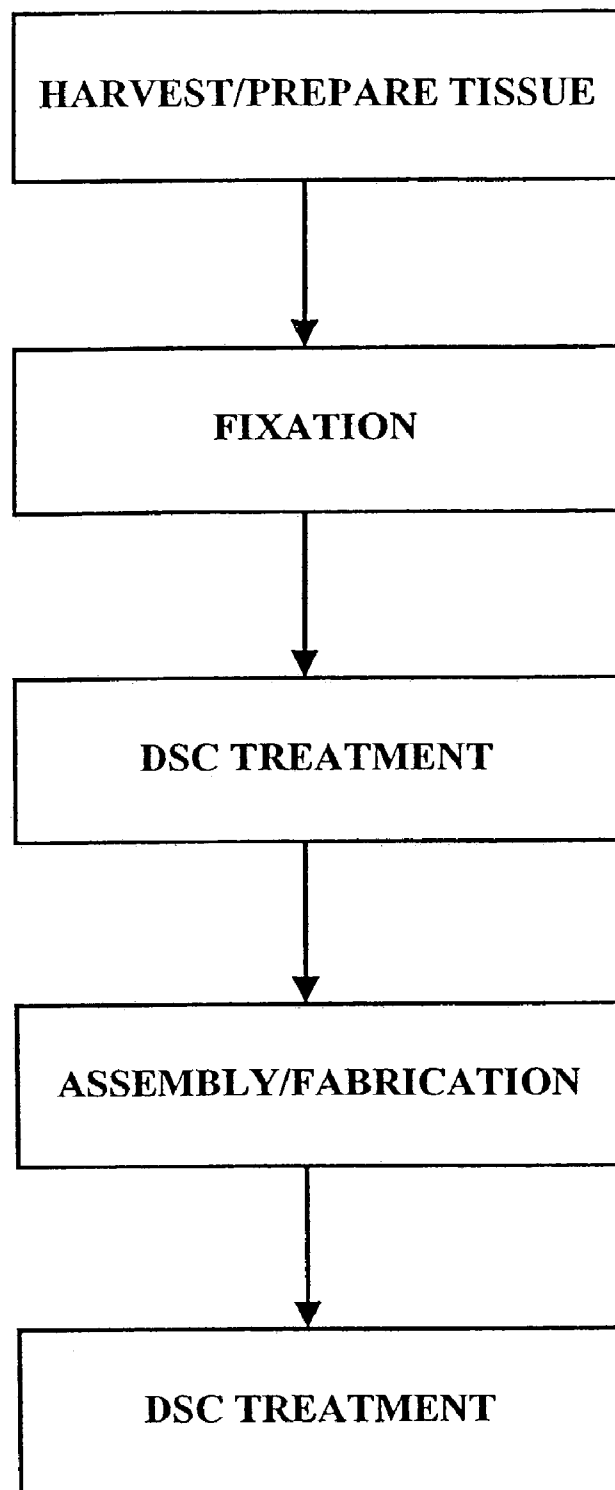 HARVEST/PREPARE TISSUE
FIXATION
DSC TREATMENT
ASSEMBLY/FABRICATION
DSC TREATMENT